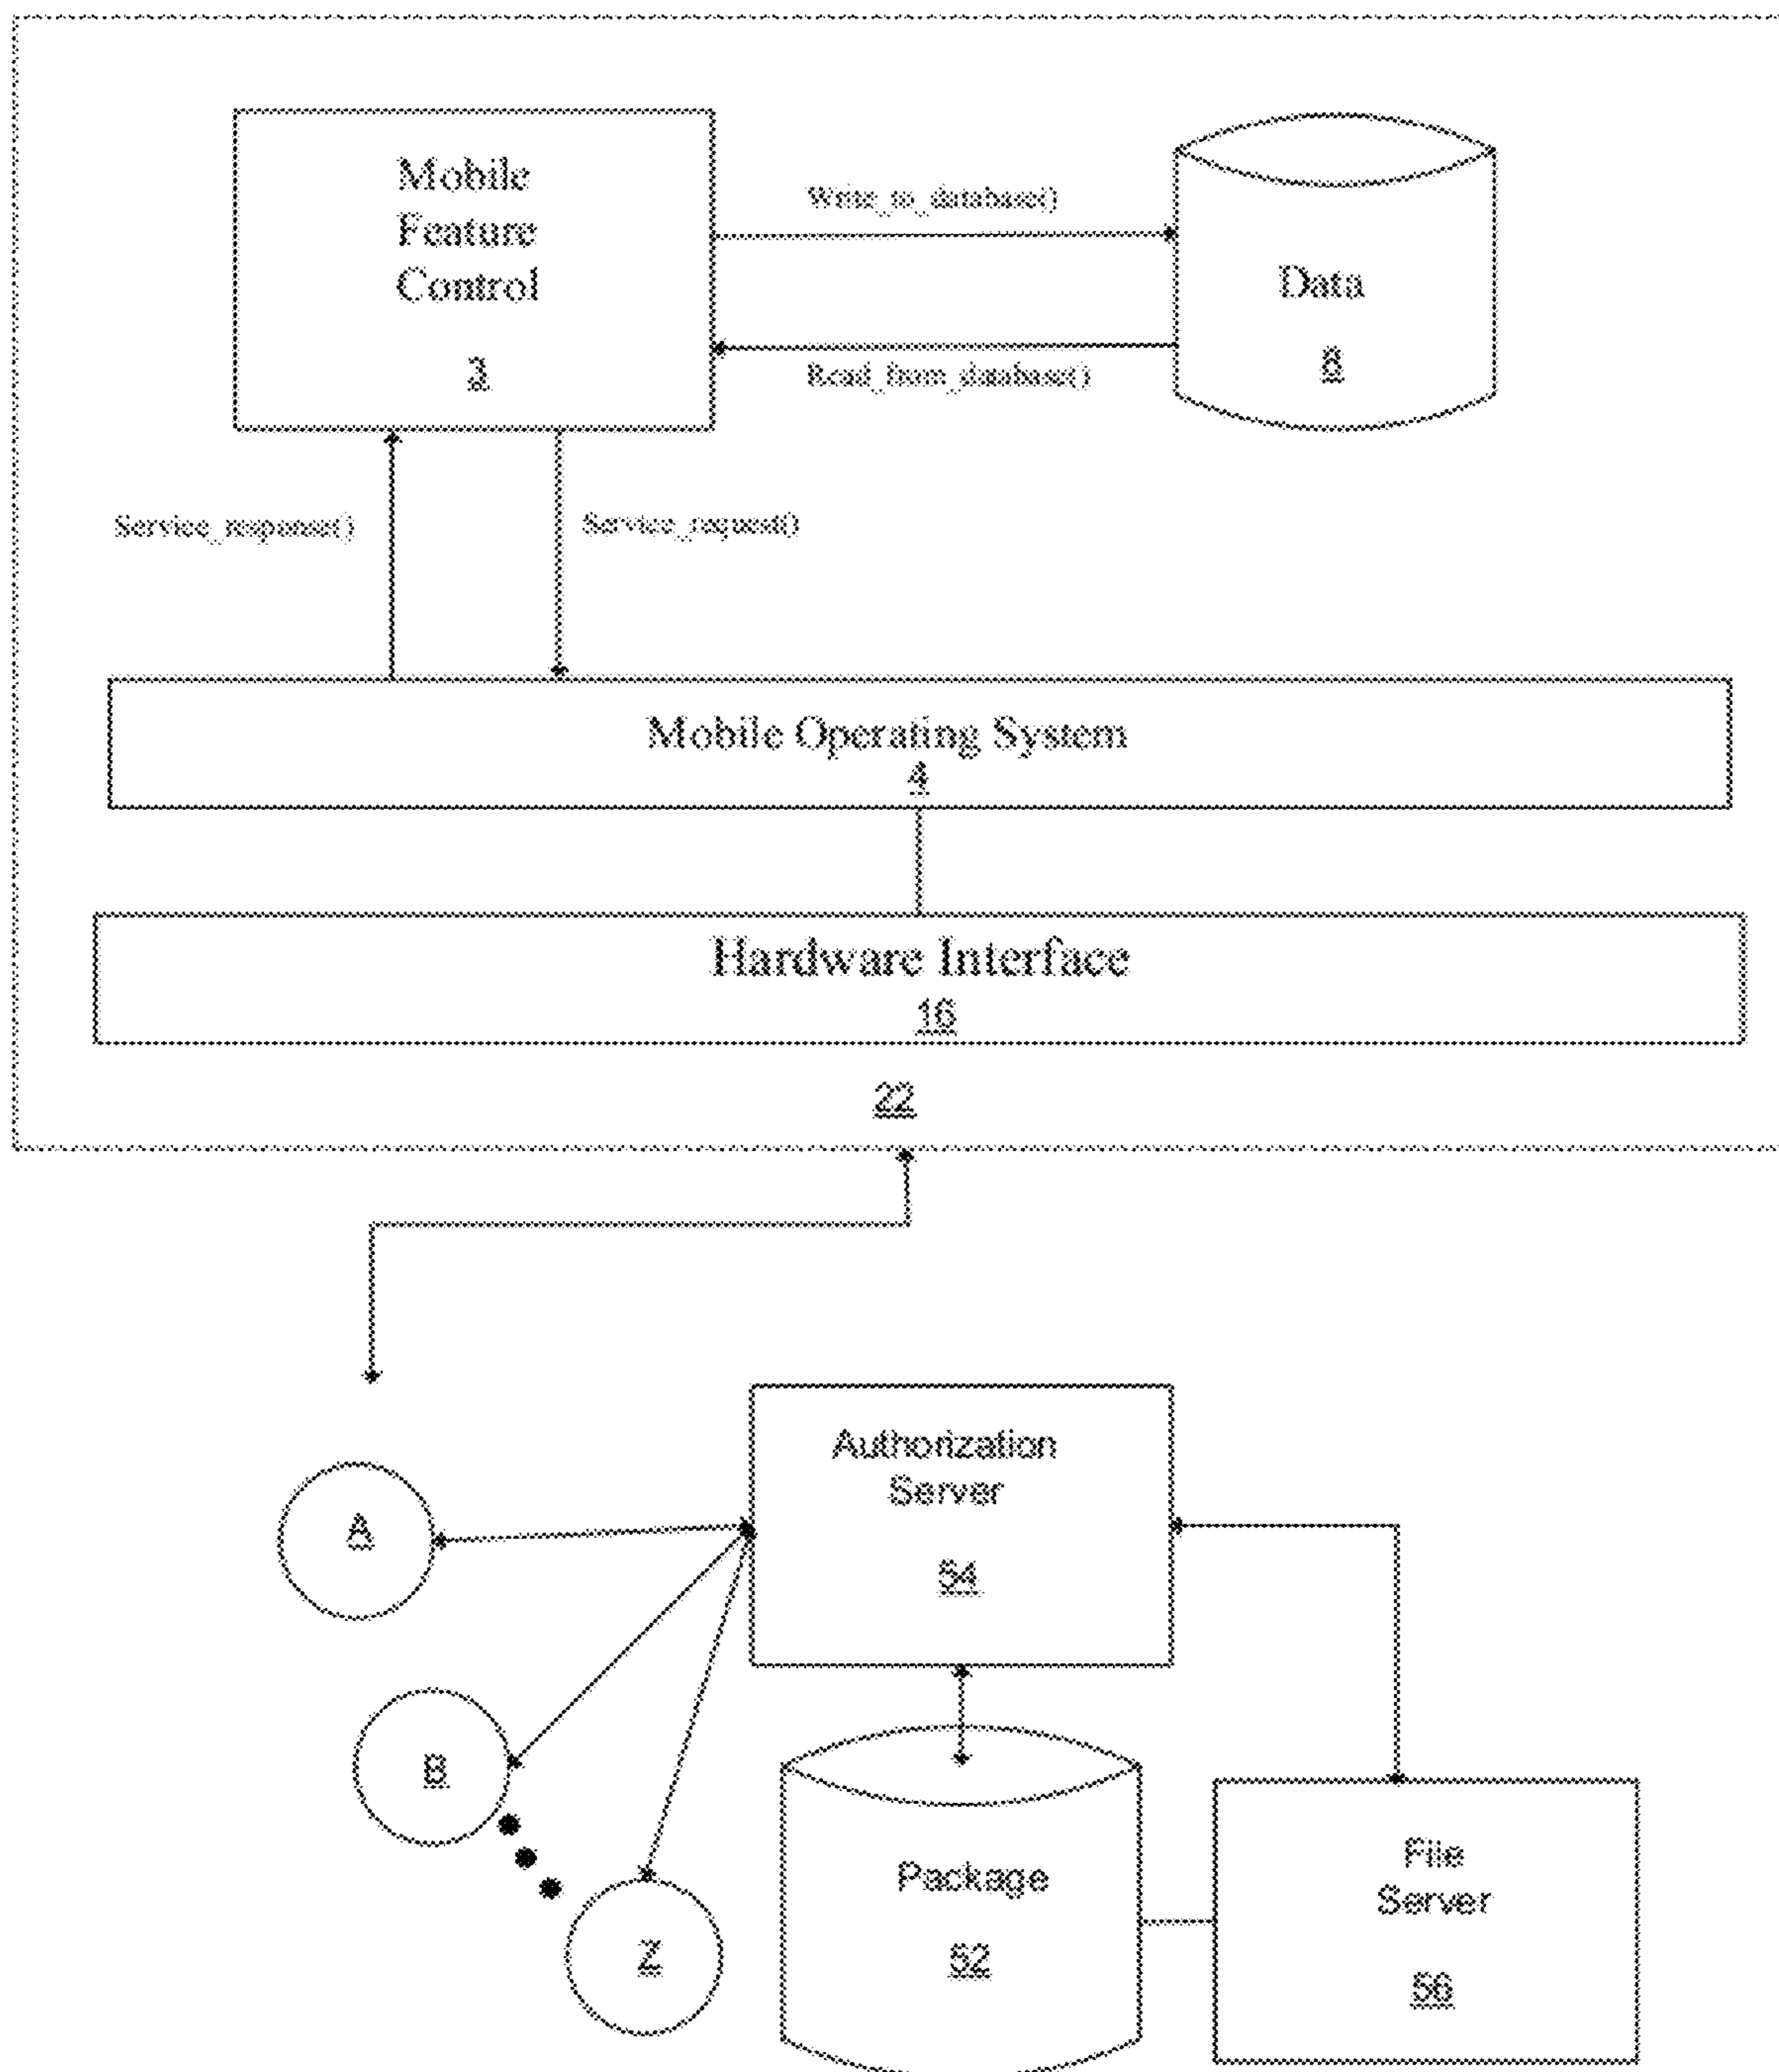 Mobile
Feature
Control
3
Write_to_database()
Read_from_database()
Data
8
Service_response()
Service_request()
Mobile Operating System
4
Hardware Interface
16
22
Authorization
Server
54
A
B
Z
Package
52
File
Server
56